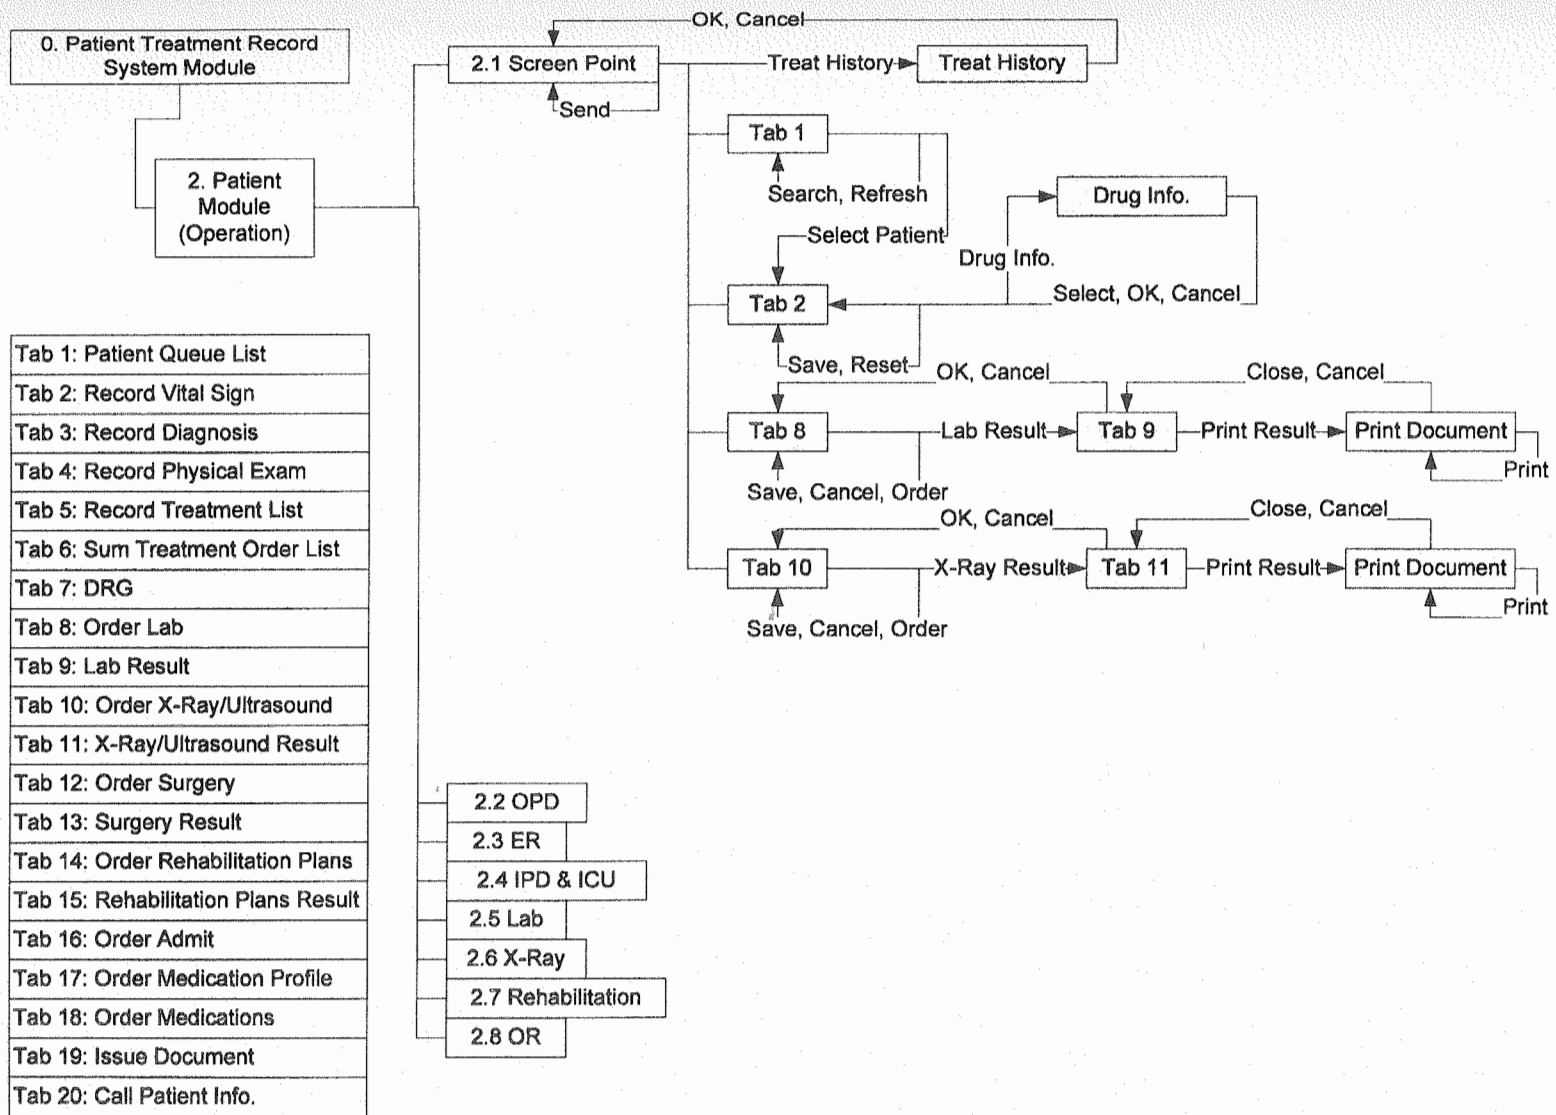 0. Patient Treatment Record
System Module
2. Patient
Module
(Operation)
2.1 Screen Point
OK, Cancel
Send
Treat History
Treat History
Tab 1
Search, Refresh
Select Patient
Drug Info.
Drug Info.
Select, OK, Cancel
Tab 2
Save, Reset
OK, Cancel
Close, Cancel
Tab 8
Lab Result
Tab 9
Print Result
Print Document
Print
Save, Cancel, Order
OK, Cancel
Close, Cancel
Tab 10
X-Ray Result
Tab 11
Print Result
Print Document
Print
Save, Cancel, Order
Tab 1: Patient Queue List
Tab 2: Record Vital Sign
Tab 3: Record Diagnosis
Tab 4: Record Physical Exam
Tab 5: Record Treatment List
Tab 6: Sum Treatment Order List
Tab 7: DRG
Tab 8: Order Lab
Tab 9: Lab Result
Tab 10: Order X-Ray/Ultrasound
Tab 11: X-Ray/Ultrasound Result
Tab 12: Order Surgery
Tab 13: Surgery Result
Tab 14: Order Rehabilitation Plans
Tab 15: Rehabilitation Plans Result
Tab 16: Order Admit
Tab 17: Order Medication Profile
Tab 18: Order Medications
Tab 19: Issue Document
Tab 20: Call Patient Info.
2.2 OPD
2.3 ER
2.4 IPD & ICU
2.5 Lab
2.6 X-Ray
2.7 Rehabilitation
2.8 OR